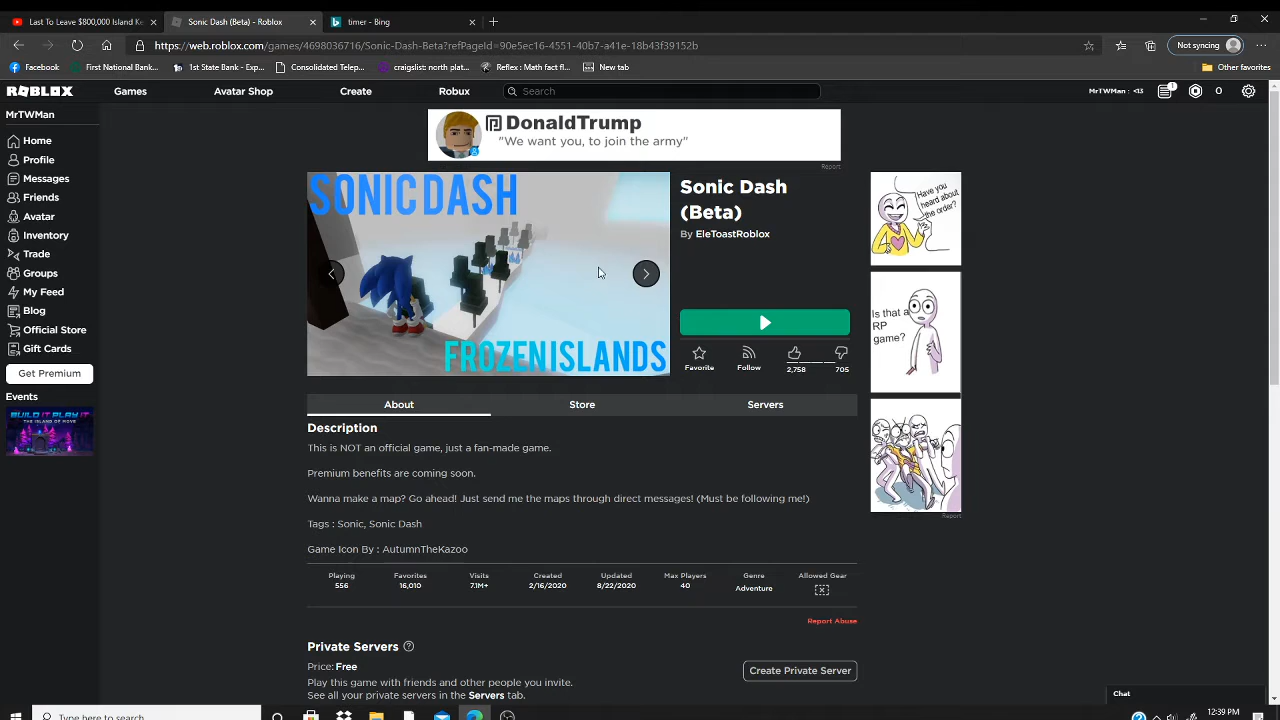 Last To Leave $800,000 Island Ke
Sonic Dash (Beta) - Roblox
timer - Bing
https://web.roblox.com/games/4698036716/Sonic-Dash-Beta?refPageId=90e5ec16-4551-40b7-a41e-18b43f39152b
Not syncing
Facebook
First National Bank...
1st State Bank - Exp...
Consolidated Telep...
craigslist: north plat...
Reflex : Math fact fl...
New tab
Other favorites
ROBLOX
Games
Avatar Shop
Create
Robux
Search
MrTWMan : <13
1
0
MrTWMan
Home
Profile
Messages
Friends
Avatar
Inventory
Trade
Groups
My Feed
Blog
Official Store
Gift Cards
Get Premium
Events
BUILD IT PLAY IT
THE ISLAND OF MOVE
DonaldTrump
"We want you, to join the army"
Report
SONIC DASH
FROZEN ISLANDS
Sonic Dash
(Beta)
By EleToastRoblox
Favorite
Follow
2,758
705
Have you
heard about
the order?
Is that a
RP
game?
Report
About
Store
Servers
Description
This is NOT an official game, just a fan-made game.
Premium benefits are coming soon.
Wanna make a map? Go ahead! Just send me the maps through direct messages! (Must be following me!)
Tags : Sonic, Sonic Dash
Game Icon By : AutumnTheKazoo
Playing Favorites Visits Created Updated Max Players Genre Allowed Gear
556 16,010 7.1M+ 2/16/2020 8/22/2020 40 Adventure
Report Abuse
Private Servers
Price: Free
Create Private Server
Play this game with friends and other people you invite.
See all your private servers in the Servers tab.
Chat
Type here to search
12:39 PM